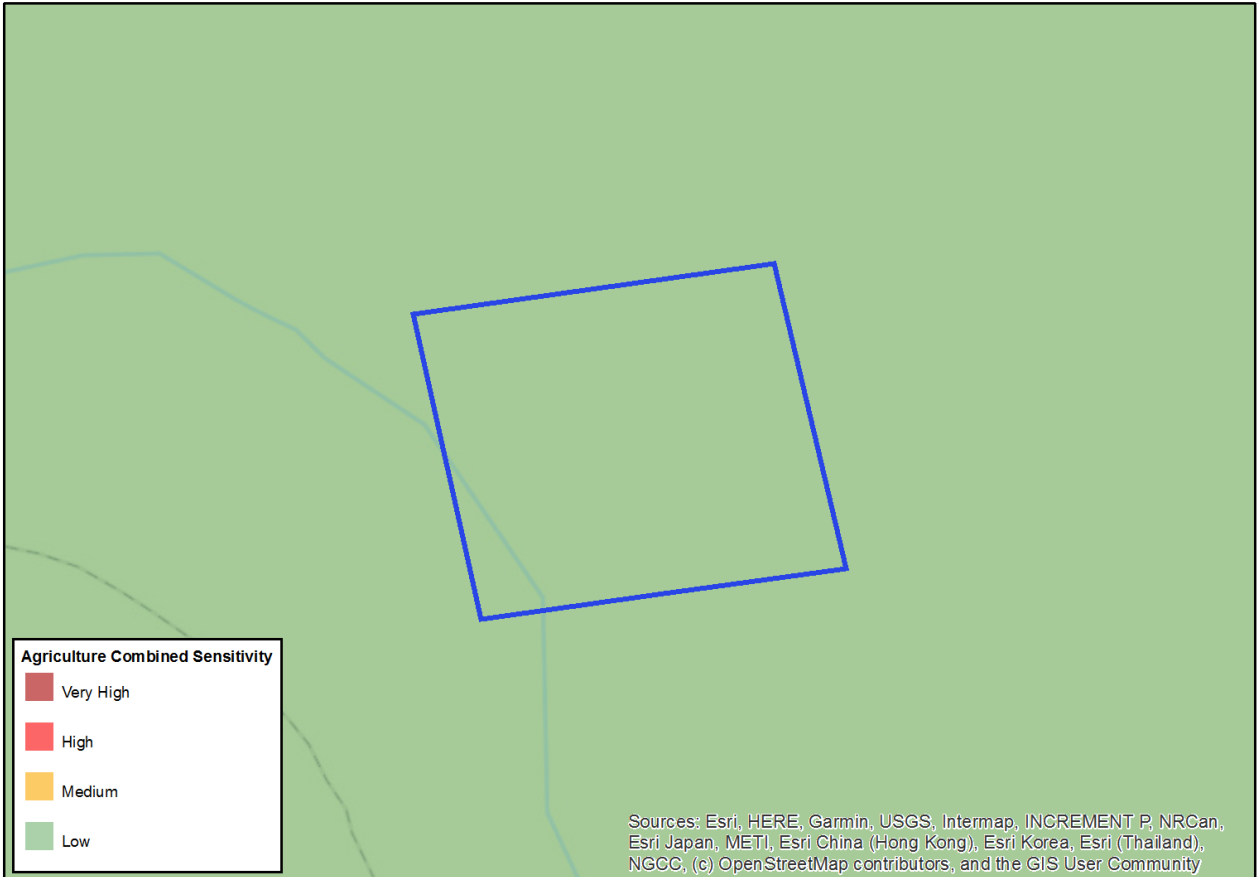 Agriculture Combined Sensitivity
Very High
High
Medium
Low
Sources: Esri, HERE, Garmin, USGS, Intermap, INCREMENT P, NRCan,
Esri Japan, METI, Esri China (Hong Kong), Esri Korea, Esri (Thailand),
NGCC, (c) OpenStreetMap contributors, and the GIS User Community